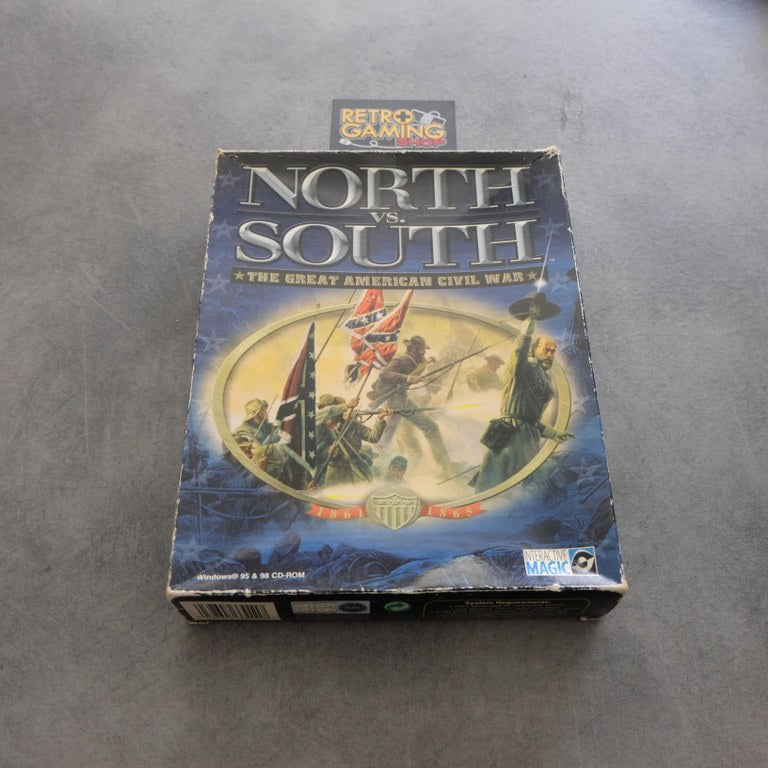 RETRO
GAMING
SHOP
NORTH
VS.
SOUTH
★ THE GREAT AMERICAN CIVIL WAR ★
1861 1865
INTERACTIVE
MAGIC
Windows® 95 & 98 CD-ROM
System Requirements: